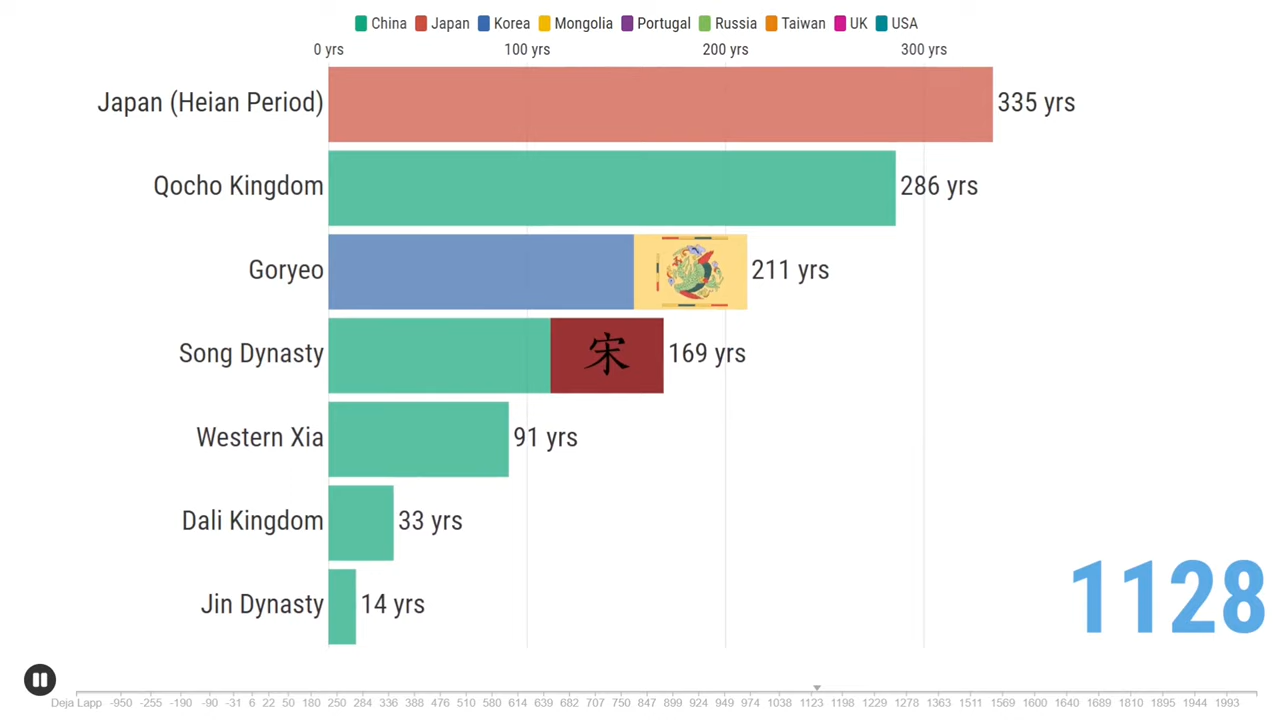 China Japan Korea Mongolia Portugal Russia Taiwan UK USA
0 yrs 100 yrs 200 yrs 300 yrs
Japan (Heian Period) 335 yrs
Qocho Kingdom 286 yrs
Goryeo 211 yrs
Song Dynasty 宋 169 yrs
Western Xia 91 yrs
Dali Kingdom 33 yrs
Jin Dynasty 14 yrs
1128
Deja Lapp -950 -255 -190 -90 -31 6 22 50 180 250 284 336 388 476 510 580 614 639 682 707 750 847 899 924 949 974 1038 1123 1198 1229 1278 1363 1511 1600 1640 1689 1810 1895 1944 1993